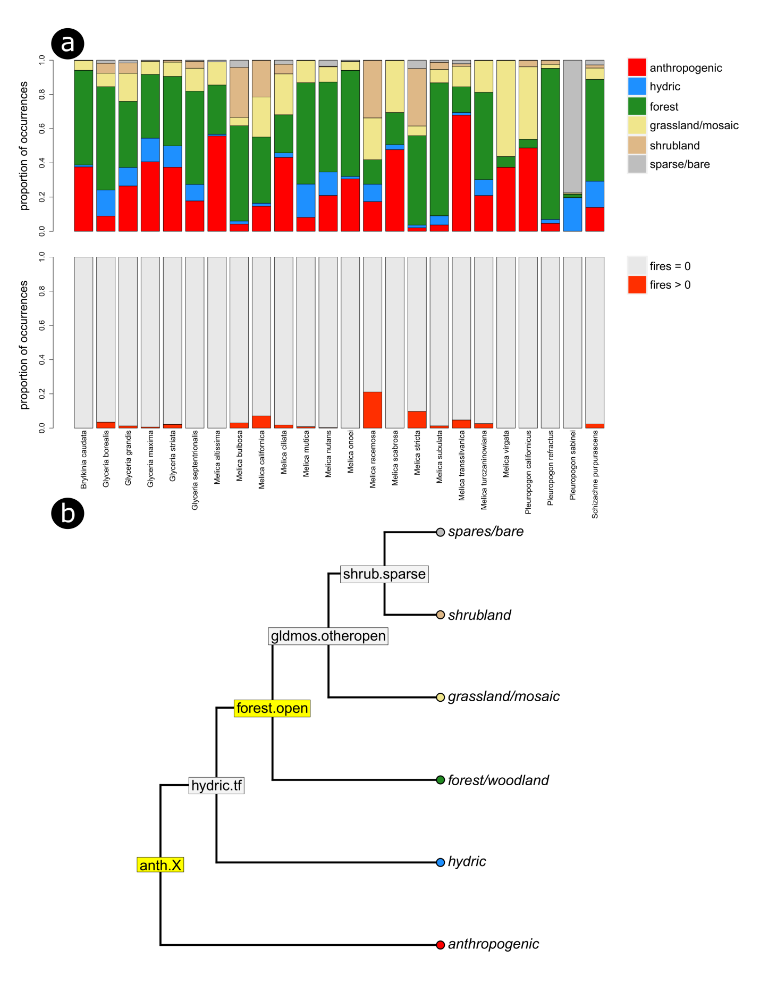 a
proportion of occurrences
0.0 0.2 0.4 0.6 0.8 1.0
anthropogenic
hydric
forest
grassland/mosaic
shrubland
sparse/bare
proportion of occurrences
0.0 0.2 0.4 0.6 0.8 1.0
fires = 0
fires > 0
Brylkinia caudata
Glyceria borealis
Glyceria grandis
Glyceria maxima
Glyceria striata
Glyceria septentrionalis
Melica altissima
Melica bulbosa
Melica californica
Melica ciliata
Melica mutica
Melica nutans
Melica onoei
Melica racemosa
Melica scabrosa
Melica stricta
Melica subulata
Melica transsilvanica
Melica turczaninowiana
Melica virgata
Pleuropogon californicus
Pleuropogon refractus
Pleuropogon sabinei
Schizachne purpurascens
b
spares/bare
shrub.sparse
shrubland
gldmos.otheropen
grassland/mosaic
forest.open
forest/woodland
hydric.tf
hydric
anth.X
anthropogenic